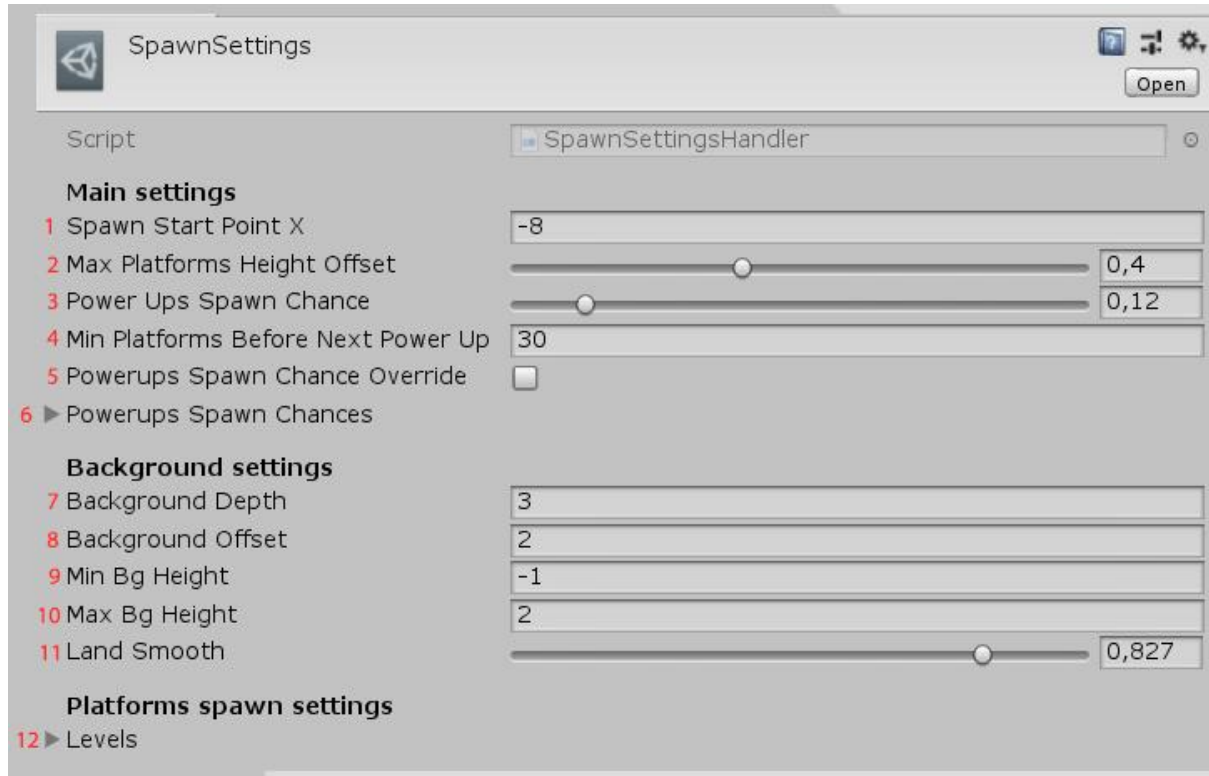 SpawnSettings
Open
Script SpawnSettingsHandler
Main settings
1 Spawn Start Point X -8
2 Max Platforms Height Offset 0,4
3 Power Ups Spawn Chance 0,12
4 Min Platforms Before Next Power Up 30
5 Powerups Spawn Chance Override
6 Powerups Spawn Chances
Background settings
7 Background Depth 3
8 Background Offset 2
9 Min Bg Height -1
10 Max Bg Height 2
11 Land Smooth 0,827
Platforms spawn settings
12 Levels